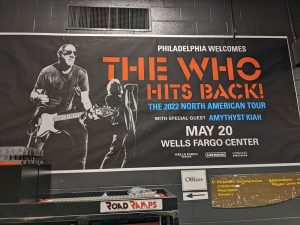 PHILADELPHIA WELCOMES
THE WHO
HITS BACK!
THE 2022 NORTH AMERICAN TOUR
WITH SPECIAL GUEST AMYTHYST KIAH
MAY 20
WELLS FARGO CENTER
Offices
ROAD RAMPS